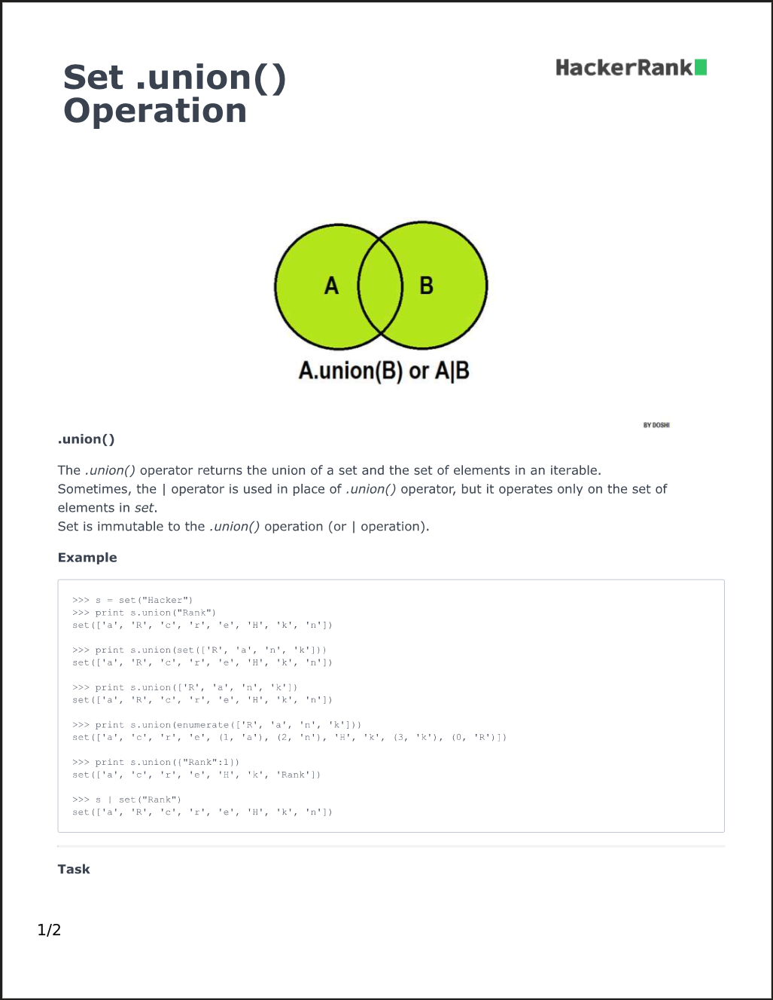 Set .union()
Operation
HackerRank
A
B
A.union(B) or A|B
BY DOSHI
.union()
The .union() operator returns the union of a set and the set of elements in an iterable.
Sometimes, the | operator is used in place of .union() operator, but it operates only on the set of
elements in set.
Set is immutable to the .union() operation (or | operation).
Example
>>> s = set("Hacker")
>>> print s.union("Rank")
set(['a', 'R', 'c', 'r', 'e', 'H', 'k', 'n'])
>>> print s.union(set(['R', 'a', 'n', 'k']))
set(['a', 'R', 'c', 'r', 'e', 'H', 'k', 'n'])
>>> print s.union(['R', 'a', 'n', 'k'])
set(['a', 'R', 'c', 'r', 'e', 'H', 'k', 'n'])
>>> print s.union(enumerate(['R', 'a', 'n', 'k']))
set(['a', 'c', 'r', 'e', (1, 'a'), (2, 'n'), 'H', 'k', (3, 'k'), (0, 'R')])
>>> print s.union({"Rank":1})
set(['a', 'c', 'r', 'e', 'H', 'k', 'Rank'])
>>> s | set("Rank")
set(['a', 'R', 'c', 'r', 'e', 'H', 'k', 'n'])
Task
1/2